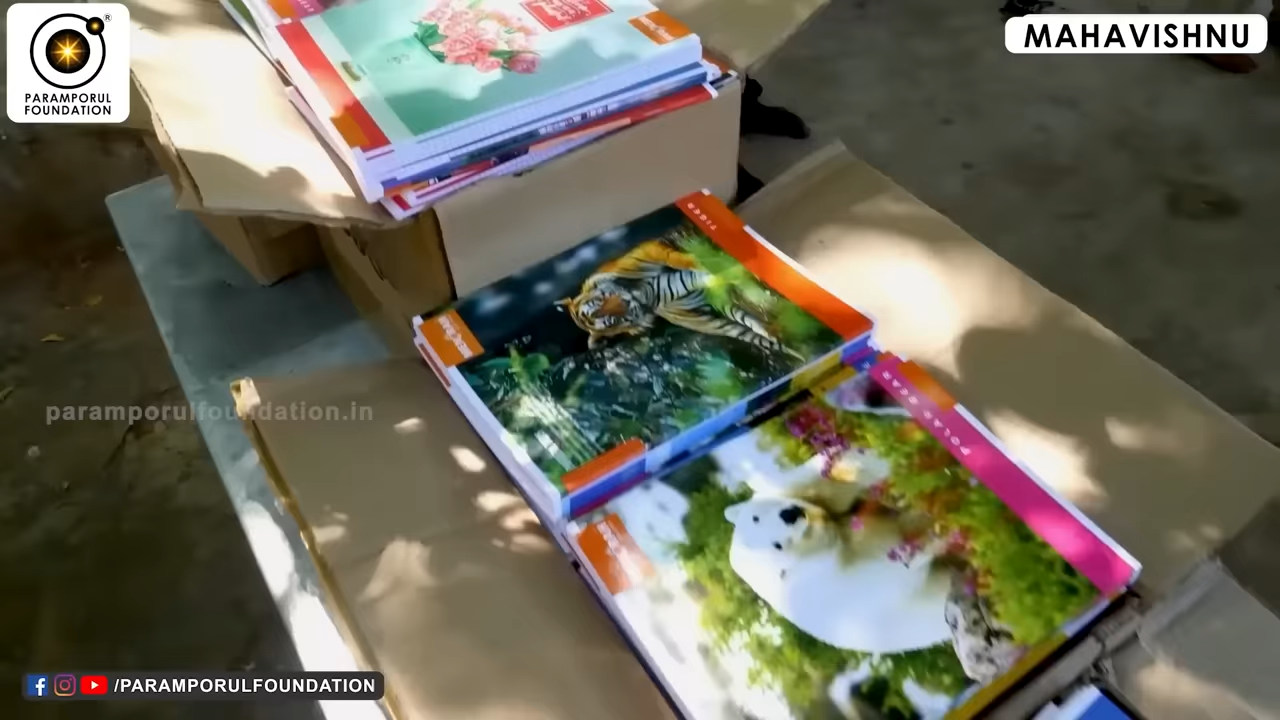 PARAMPORUL
FOUNDATION
®
MAHAVISHNU
TIGER
POLAR BEAR
paramporulfoundation.in
/PARAMPORULFOUNDATION